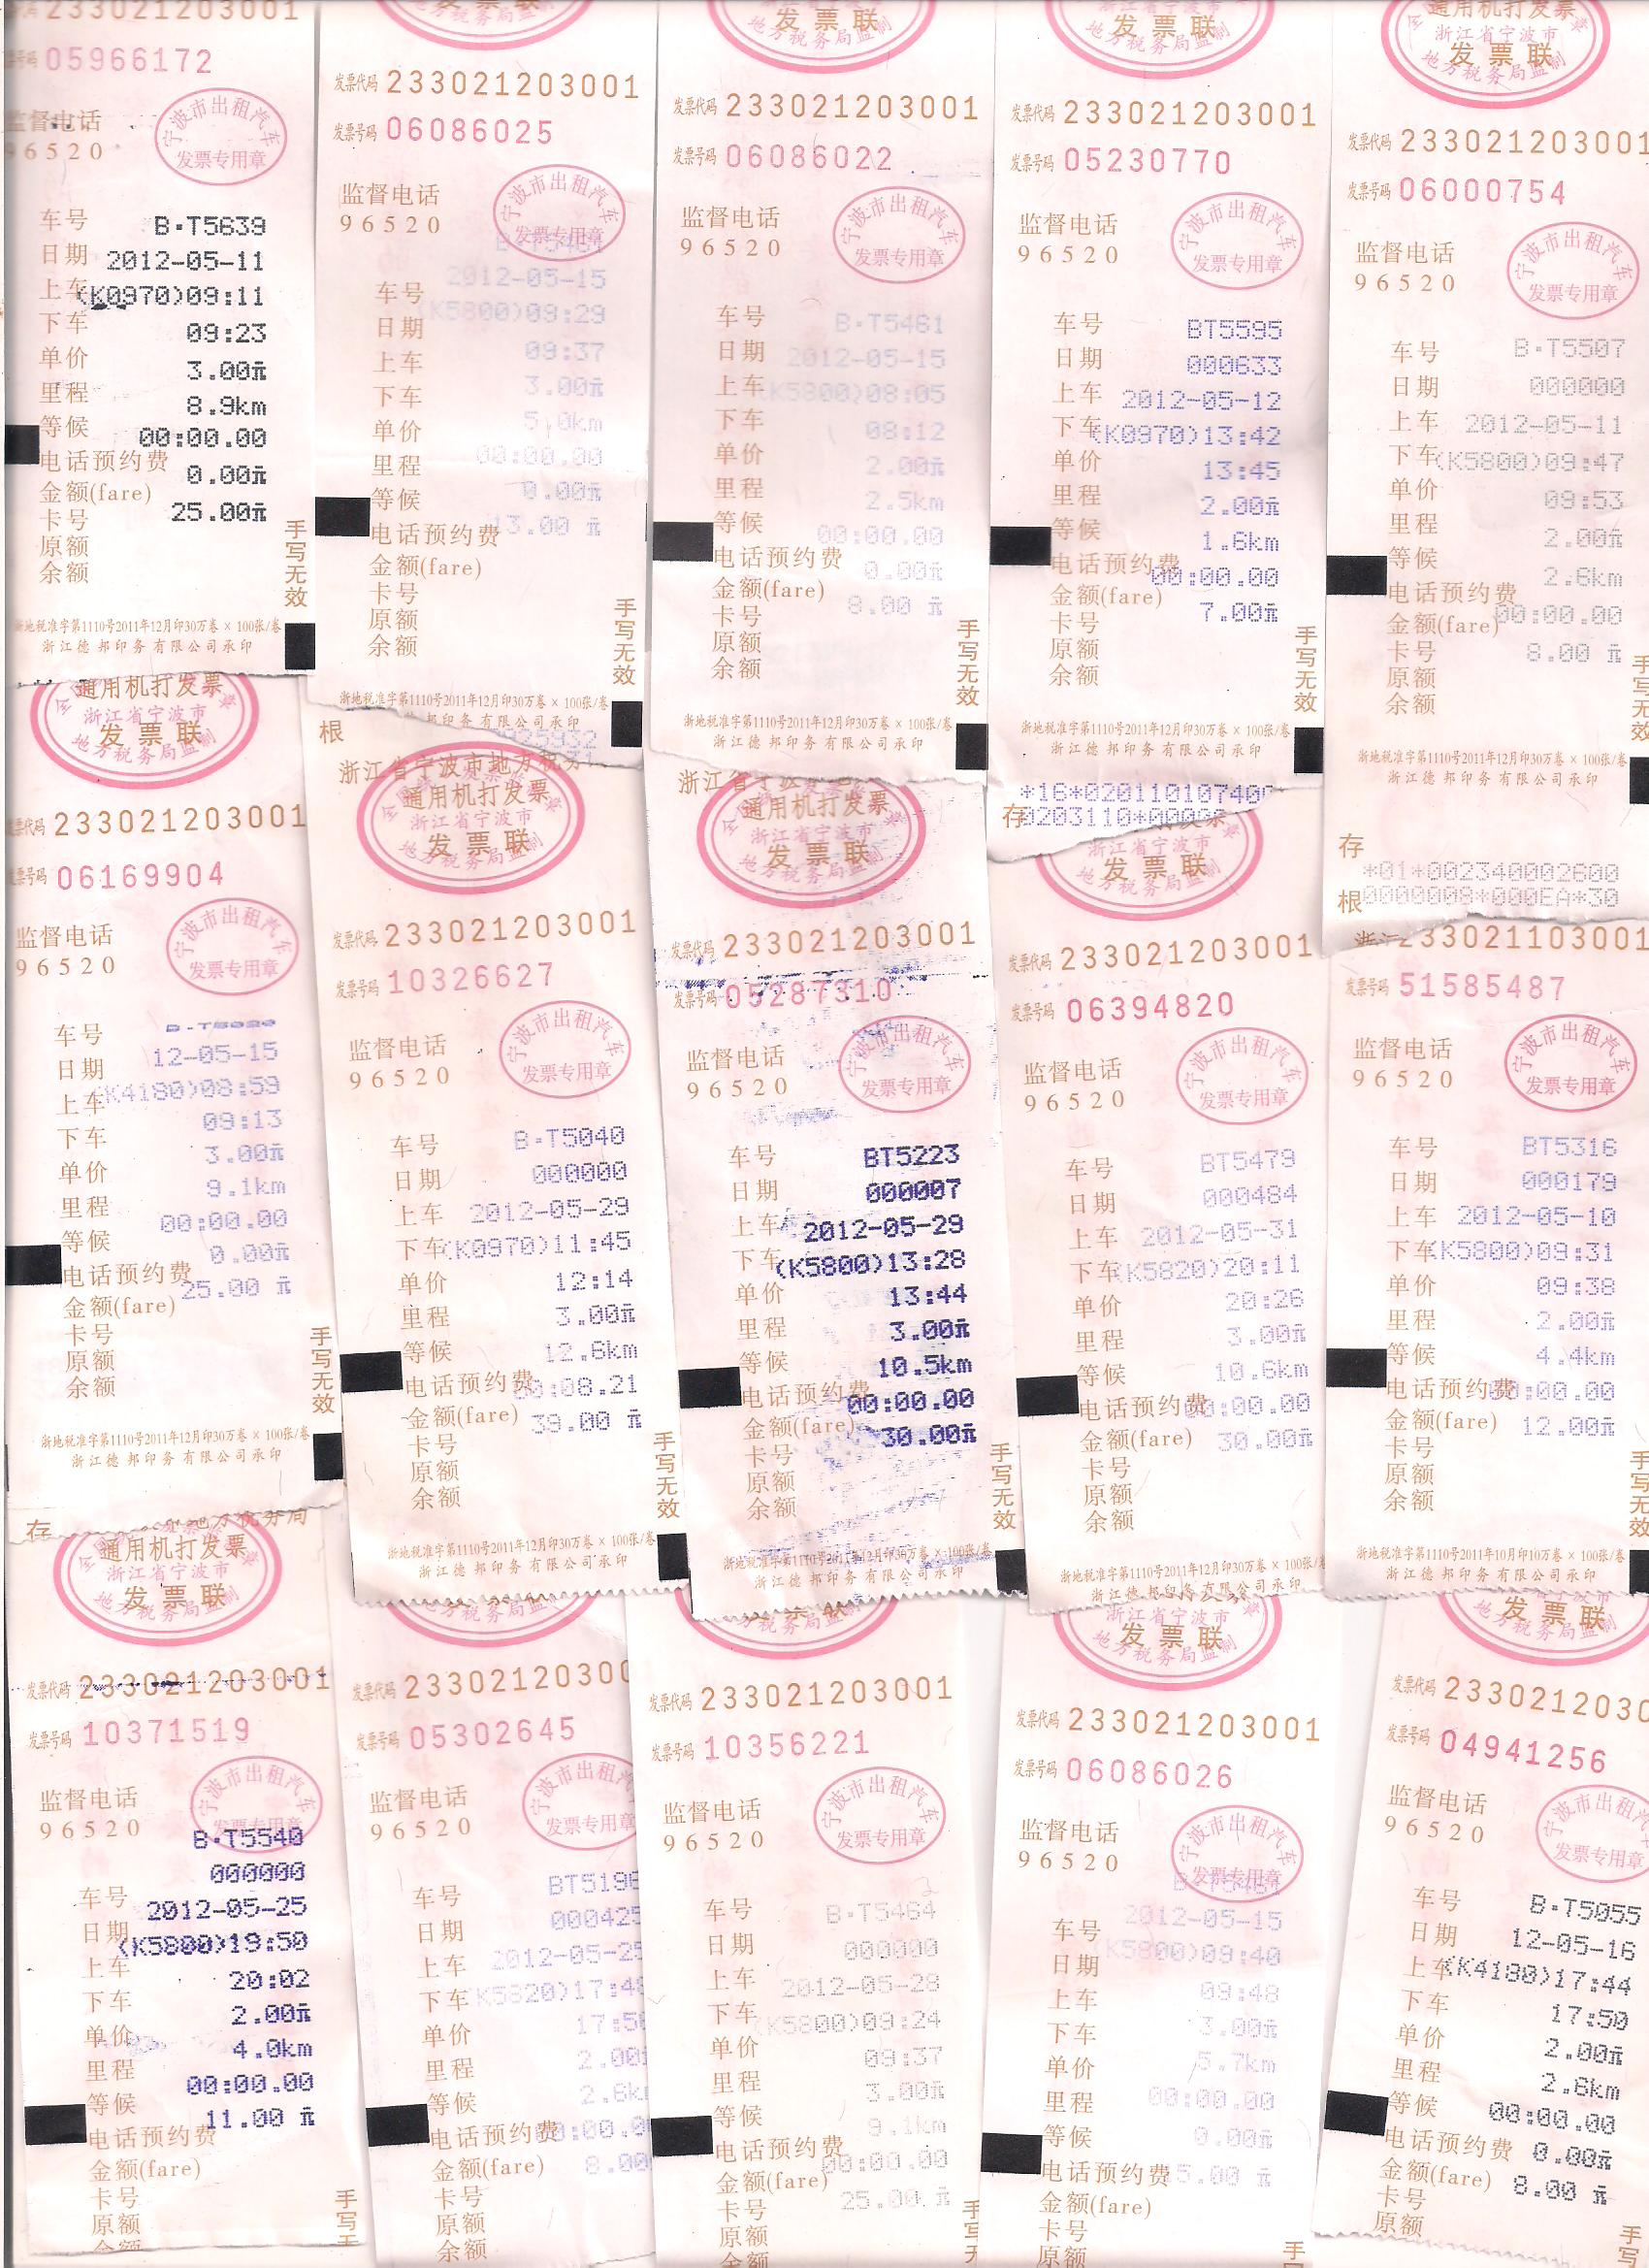 233021203001
05966172
监督电话
96520
宁波市出租汽车
发票专用章
车号 B·T5639
日期 2012-05-11
上车 (K0970)09:11
下车 09:23
单价 3.00元
里程 8.9km
等候 00:00.00
电话预约费 0.00元
金额(fare) 25.00元
卡号
原额
余额
手写无效
浙地税准字第1110号2011年12月印30万卷×100张/卷
浙江德邦印务有限公司承印
发票联
地方税务局监制
发票代码 233021203001
发票号码 06086025
监督电话
96520
宁波市出租汽车
发票专用章
2012-05-15
车号 (K5800)09:29
日期
上车 09:37
下车 3.00元
单价 5.0km
里程 00:00.00
等候 0.00元
电话预约费 13.00元
金额(fare)
卡号
原额
余额
手写无效
浙地税准字第1110号2011年12月印30万卷×100张/卷
邦印务有限公司承印
发票联
地方税务局监制
发票代码 233021203001
发票号码 06086022
监督电话
96520
宁波市出租汽车
发票专用章
车号 B·T5461
日期 2012-05-15
上车 (K5800)08:05
下车 08:12
单价 2.00元
里程 2.5km
等候 00:00.00
电话预约费 0.00元
金额(fare) 8.00元
卡号
原额
余额
手写无效
浙地税准字第1110号2011年12月印30万卷×100张/卷
浙江德邦印务有限公司承印
浙江省宁波市
发票联
地方税务局监制
发票代码 233021203001
发票号码 05230770
监督电话
96520
宁波市出租汽车
发票专用章
车号 BT5595
日期 000633
上车 2012-05-12
下车 (K0970)13:42
单价 13:45
里程 2.00元
等候 1.6km
电话预约费 00:00.00
金额(fare) 7.00元
卡号
原额
余额
手写无效
浙地税准字第1110号2011年12月印30万卷×100张/卷
浙江德邦印务有限公司承印
存
通用机打发票
浙江省宁波市
发票联
地方税务局监制
发票代码 233021203001
发票号码 06000754
监督电话
96520
宁波市出租汽车
发票专用章
车号 B·T5507
日期 000000
上车 2012-05-11
下车 (K5800)09:47
单价 09:53
里程 2.00元
等候 2.6km
电话预约费 00:00.00
金额(fare)
卡号 8.00元
原额
余额
手写无效
浙地税准字第1110号2011年12月印30万卷×100张/卷
浙江德邦印务有限公司承印
存 *01*002340002600
根 0000008*000EA*30
通用机打发票
浙江省宁波市
发票联
地方税务局监制
发票代码 233021203001
发票号码 06169904
监督电话
96520
宁波市出租汽车
发票专用章
车号
日期 12-05-15
上车 (K4180)08:59
下车 09:13
单价 3.00元
里程 9.1km
等候 00:00.00
电话预约费 0.00元
金额(fare) 25.00元
卡号
原额
余额
手写无效
浙地税准字第1110号2011年12月印30万卷×100张/卷
浙江德邦印务有限公司承印
根
浙江省宁波市地方税务
通用机打发票
浙江省宁波市
发票联
地方税务局监制
发票代码 233021203001
发票号码 10326627
监督电话
96520
宁波市出租汽车
发票专用章
车号 B·T5040
日期 000000
上车 2012-05-29
下车 (K0970)11:45
单价 12:14
里程 3.00元
等候 12.6km
电话预约费 00:08.21
金额(fare) 39.00元
卡号
原额
余额
手写无效
浙地税准字第1110号2011年12月印30万卷×100张/卷
浙江德邦印务有限公司承印
通用机打发票
浙江省宁波市
发票联
地方税务局监制
发票代码 233021203001
发票号码 05287310
监督电话
96520
宁波市出租汽车
发票专用章
车号 BT5223
日期 000007
上车 2012-05-29
下车 (K5800)13:28
单价 13:44
里程 3.00元
等候 10.5km
电话预约费 00:00.00
金额(fare) 30.00元
卡号
原额
余额
手写无效
浙地税准字第1110号2011年12月印30万卷×100张/卷
浙江德邦印务有限公司承印
浙江省宁波市
发票联
地方税务局监制
发票代码 233021203001
发票号码 06394820
监督电话
96520
宁波市出租汽车
发票专用章
车号 BT5479
日期 000484
上车 2012-05-31
下车 (K5820)20:11
单价 20:26
里程 3.00元
等候 10.6km
电话预约费 00:00.00
金额(fare) 30.00元
卡号
原额
余额
浙地税准字第1110号2011年12月印30万卷×100张/卷
浙江德邦印务有限公司承印
233021103001
发票号码 51585487
监督电话
96520
宁波市出租汽车
发票专用章
车号 BT5316
日期 000179
上车 2012-05-10
下车 (K5800)09:31
单价 09:38
里程 2.00元
等候 4.4km
电话预约费 00:00.00
金额(fare) 12.00元
卡号
原额
余额
手写无效
浙地税准字第1110号2011年10月印10万卷×100张/卷
浙江德邦印务有限公司承印
存
通用机打发票
浙江省宁波市
发票联
地方税务局监制
发票代码 233021203001
发票号码 10371519
监督电话
96520
宁波市出租汽车
发票专用章
B·T5540
000000
车号 2012-05-25
日期 (K5800)19:50
上车 20:02
下车 2.00元
单价 4.0km
里程 00:00.00
等候 11.00元
电话预约费
金额(fare)
卡号
原额
手写
地方税务局监制
发票代码 23302120300
发票号码 05302645
监督电话
96520
宁波市出租汽车
发票专用章
车号 BT5198
日期 000425
上车 2012-05-25
下车 (K5820)17:48
单价
里程 2.00
等候 2.6k
电话预约费 00:00.0
金额(fare) 8.00
卡号
原额
余额
地方税务局监制
发票代码 233021203001
发票号码 10356221
监督电话
96520
宁波市出租汽车
发票专用章
车号 B·T5464
日期 000000
上车 2012-05-28
下车 (K5800)09:24
单价 09:37
里程 3.00元
等候 9.1km
电话预约费 00:00.00
金额(fare)
卡号 25.00元
原额
余额
手写
浙江省宁波市
发票联
地方税务局监制
发票代码 233021203001
发票号码 06086026
监督电话
96520
宁波市出租汽车
发票专用章
车号 2012-05-15
日期 (K5800)09:40
上车 09:48
下车 3.00元
单价 5.7km
里程 00:00.00
等候 0.00元
电话预约费 5.00元
金额(fare)
卡号
原额
手
发票联
地方税务局监制
发票代码 2330212030
发票号码 04941256
监督电话
96520
宁波市出租汽车
发票专用章
车号 B·T5055
日期 12-05-16
上车 (K4180)17:44
下车 17:50
单价 2.00元
里程 2.6km
等候 00:00.00
电话预约费 0.00元
金额(fare) 8.00元
卡号
原额
手写